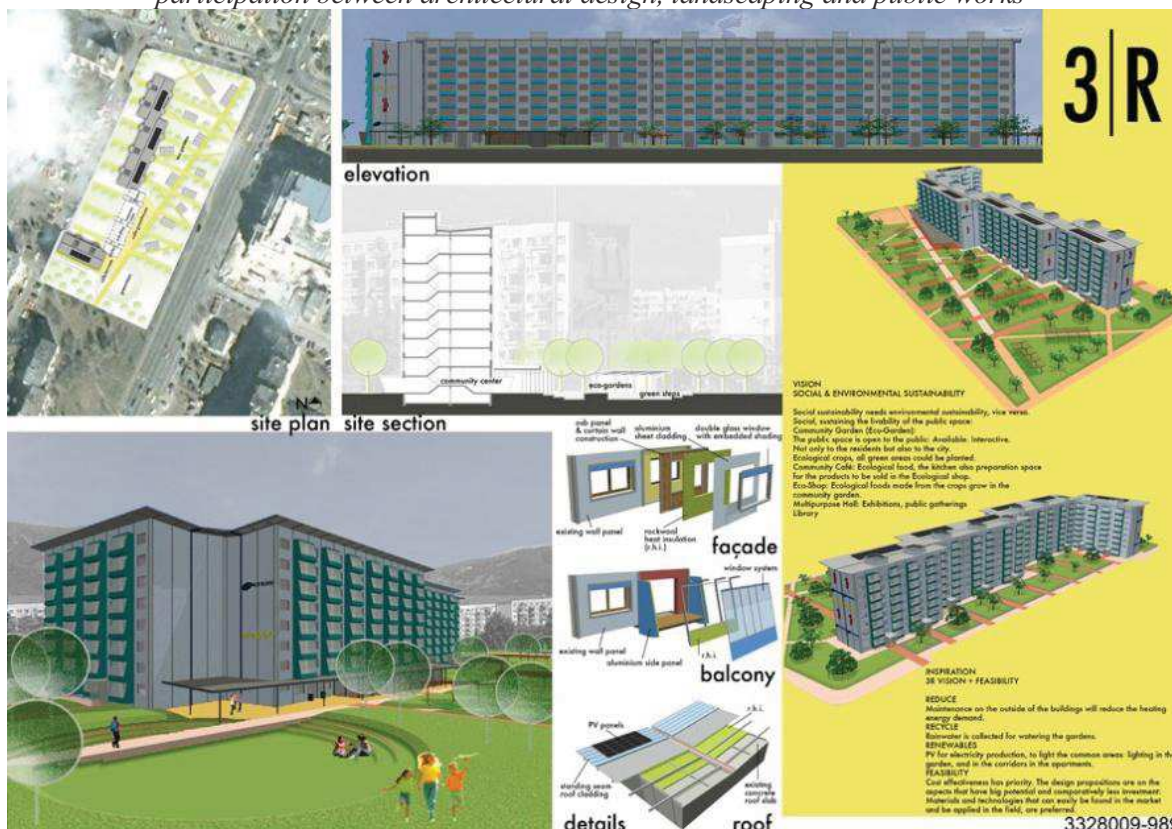 participation between architectural design, landscaping and public works
3|R
elevation
community center
eco-gardens
green steps
N
site plan
site section
VISION
SOCIAL & ENVIRONMENTAL SUSTAINABILITY
Social sustainability needs environmental sustainability, vice versa.
Social, sustaining the livability of the public space:
Community Garden (Eco-Garden):
The public space is open to the public: Available. Interactive.
Not only to the residents but also to the city.
Ecological crops, all green areas could be planted.
Community Café: Ecological food, the kitchen also preparation space
for the products to be sold in the Ecological shop.
Eco-Shop: Ecological foods made from the crops grow in the
community garden.
Multipurpose Hall: Exhibitions, public gatherings
Library
osb panel
& curtain wall
construction
aluminium
sheet cladding
double glass window
with embedded shading
existing wall panel
rockwool
heat insulation
(r.h.i.)
façade
window system
existing wall panel
aluminium side panel
r.h.i.
balcony
r.h.i.
PV panels
standing seam
roof cladding
existing
concrete
roof slab
details
roof
INSPIRATION
3R VISION + FEASIBILITY
REDUCE
Maintenance on the outside of the buildings will reduce the heating
energy demand.
RECYCLE
Rainwater is collected for watering the gardens.
RENEWABLES
PV for electricity production, to light the common areas: lighting in the
garden, and in the corridors in the apartments.
FEASIBILITY
Cost effectiveness has priority. The design propositions are on the
aspects that have big potential and comparatively less investment.
Materials and technologies that can easily be found in the market
and be applied in the field, are preferred.
3328009-989